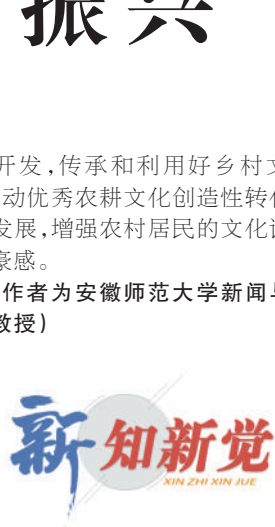 振兴
开发，传承和利用好乡村文
动优秀农耕文化创造性转
发展，增强农村居民的文化
豪感。
作者为安徽师范大学新闻与
教授）
新知新觉
XIN ZHI XIN JUE